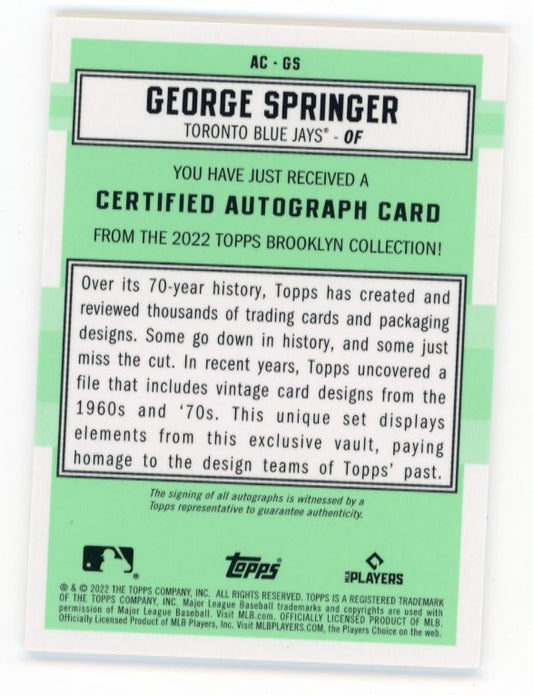 AC - GS
GEORGE SPRINGER
TORONTO BLUE JAYS® - OF
YOU HAVE JUST RECEIVED A
CERTIFIED AUTOGRAPH CARD
FROM THE 2022 TOPPS BROOKLYN COLLECTION!
Over its 70-year history, Topps has created and
reviewed thousands of trading cards and packaging
designs. Some go down in history, and some just
miss the cut. In recent years, Topps uncovered a
file that includes vintage card designs from the
1960s and ‘70s. This unique set displays
elements from this exclusive vault, paying
homage to the design teams of Topps’ past.
The signing of all autographs is witnessed by a
Topps representative to guarantee authenticity.
® Topps® MLB PLAYERS
® & © 2022 THE TOPPS COMPANY, INC. ALL RIGHTS RESERVED. TOPPS IS A REGISTERED TRADEMARK
OF THE TOPPS COMPANY, INC. Major League Baseball trademarks and copyrights are used with
permission of Major League Baseball. Visit MLB.com. OFFICIALLY LICENSED PRODUCT OF MLB.
Officially Licensed Product of MLB Players, Inc. Visit MLBPLAYERS.COM, the Players Choice on the web.